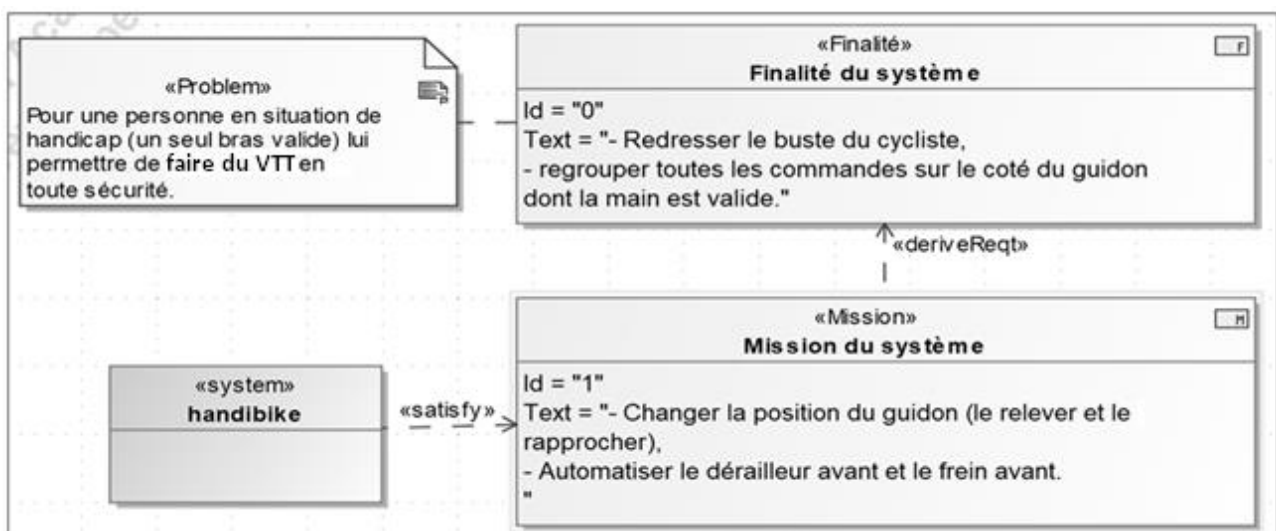 «Problem»
Pour une personne en situation de
handicap (un seul bras valide) lui
permettre de faire du VTT en
toute sécurité.
«Finalité»
F
Finalité du système
Id = "0"
Text = "- Redresser le buste du cycliste,
- regrouper toutes les commandes sur le coté du guidon
dont la main est valide."
«deriveReqt»
«Mission»
M
Mission du système
Id = "1"
Text = "- Changer la position du guidon (le relever et le
rapprocher),
- Automatiser le dérailleur avant et le frein avant.
"
«system»
handibike
«satisfy»